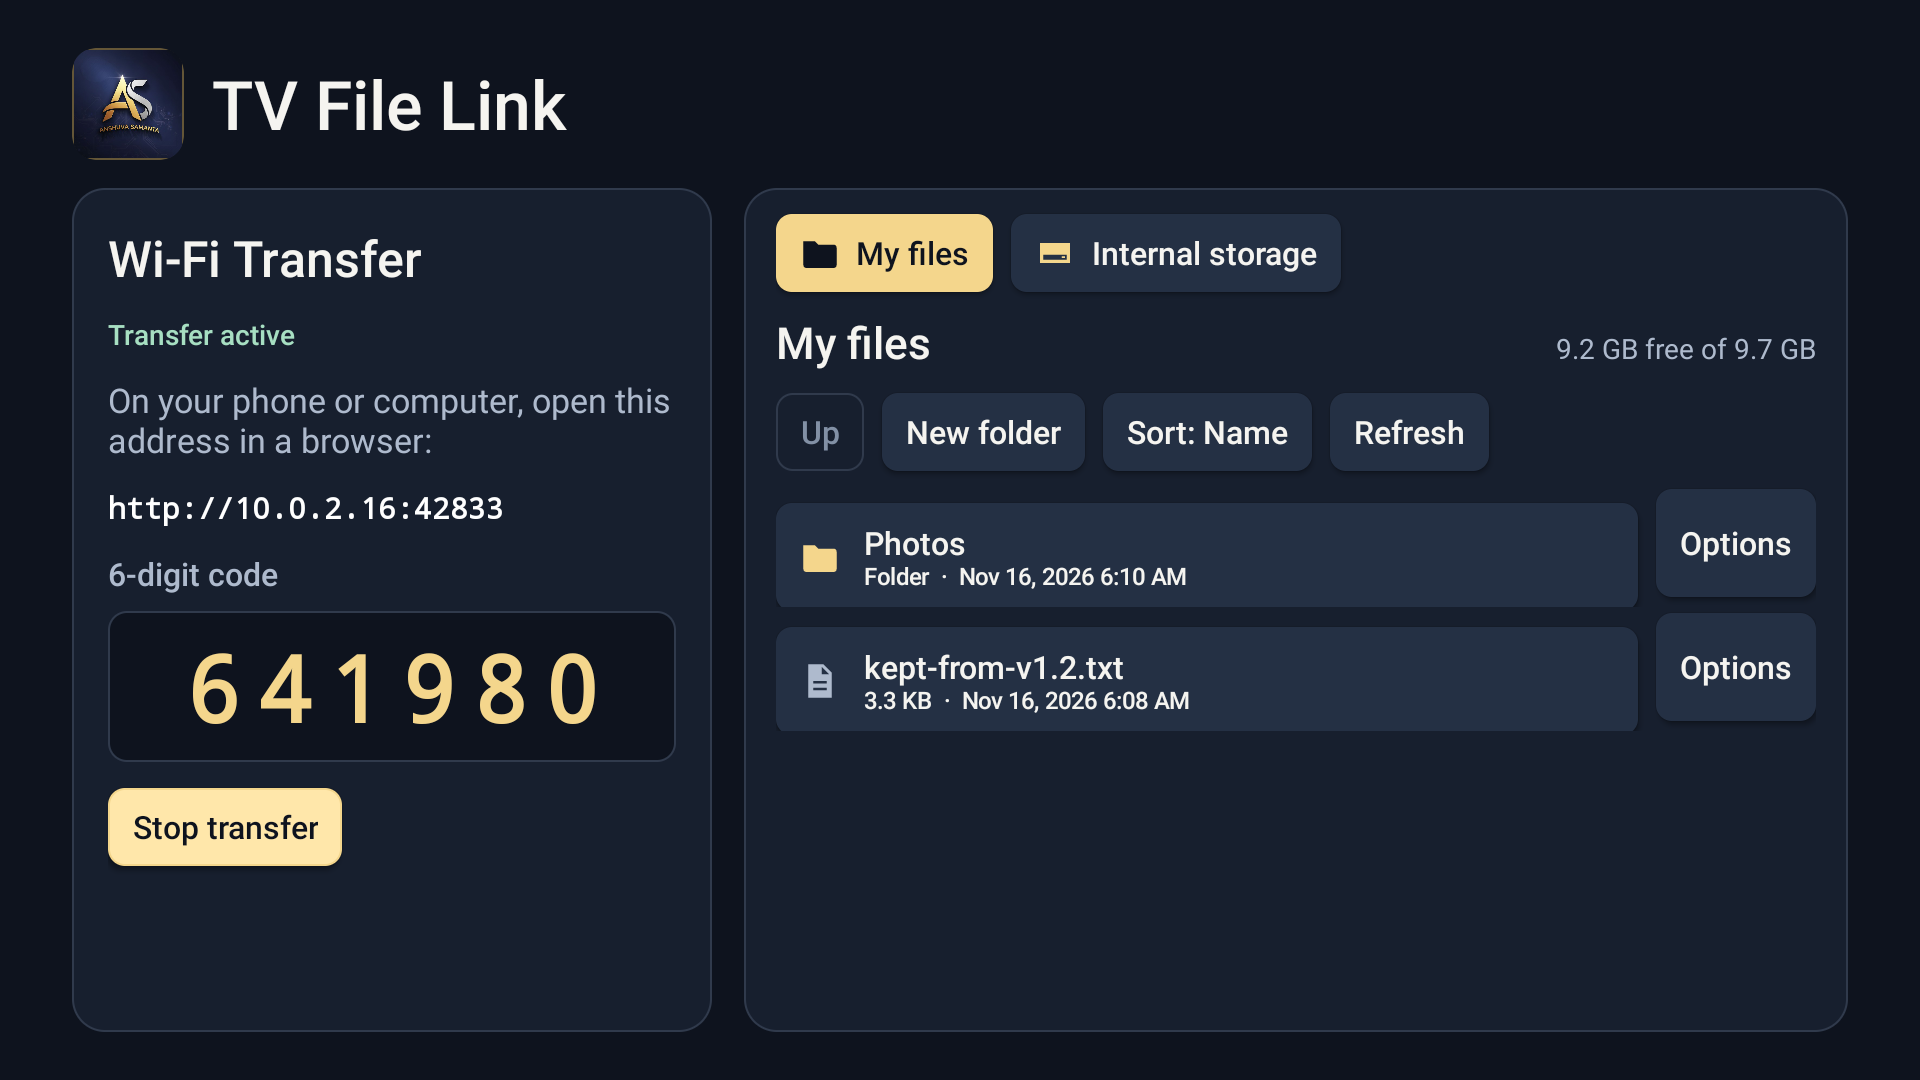 AS
ANSHUVA SAMANTA
TV File Link
Wi-Fi Transfer
Transfer active
On your phone or computer, open this
address in a browser:
http://10.0.2.16:42833
6-digit code
641980
Stop transfer
My files
Internal storage
My files
9.2 GB free of 9.7 GB
Up
New folder
Sort: Name
Refresh
Photos
Folder · Nov 16, 2026 6:10 AM
Options
kept-from-v1.2.txt
3.3 KB · Nov 16, 2026 6:08 AM
Options